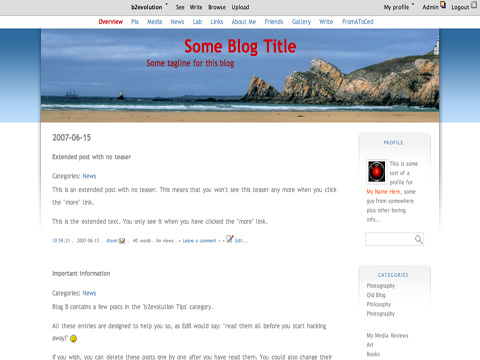 b2evolution See Write Browse Upload My profile Admin Logout
Overview Pix Media News Lab Links About Me Friends Gallery Write FromAToCed
Some Blog Title
Some tagline for this blog
2007-06-15
Extended post with no teaser
Categories: News
This is an extended post with no teaser. This means that you won't see this teaser any more when you click
the "more" link.
This is the extended text. You only see it when you have clicked the "more" link.
10:59:21 . 2007-06-15 . 40 words . No views . • Leave a comment • Edit...
Important information
Categories: News
Blog B contains a few posts in the 'b2evolution Tips' category.
All these entries are designed to help you so, as EdB would say: "read them all before you start hacking
away!"
If you wish, you can delete these posts one by one after you have read them. You could also change their
PROFILE
This is some
sort of a
profile for
My Name Here, some
guy from somewhere
plus other boring
info...
CATEGORIES
Photography
Old Blog
Philosophy
Photography
My Media Reviews
Art
Books